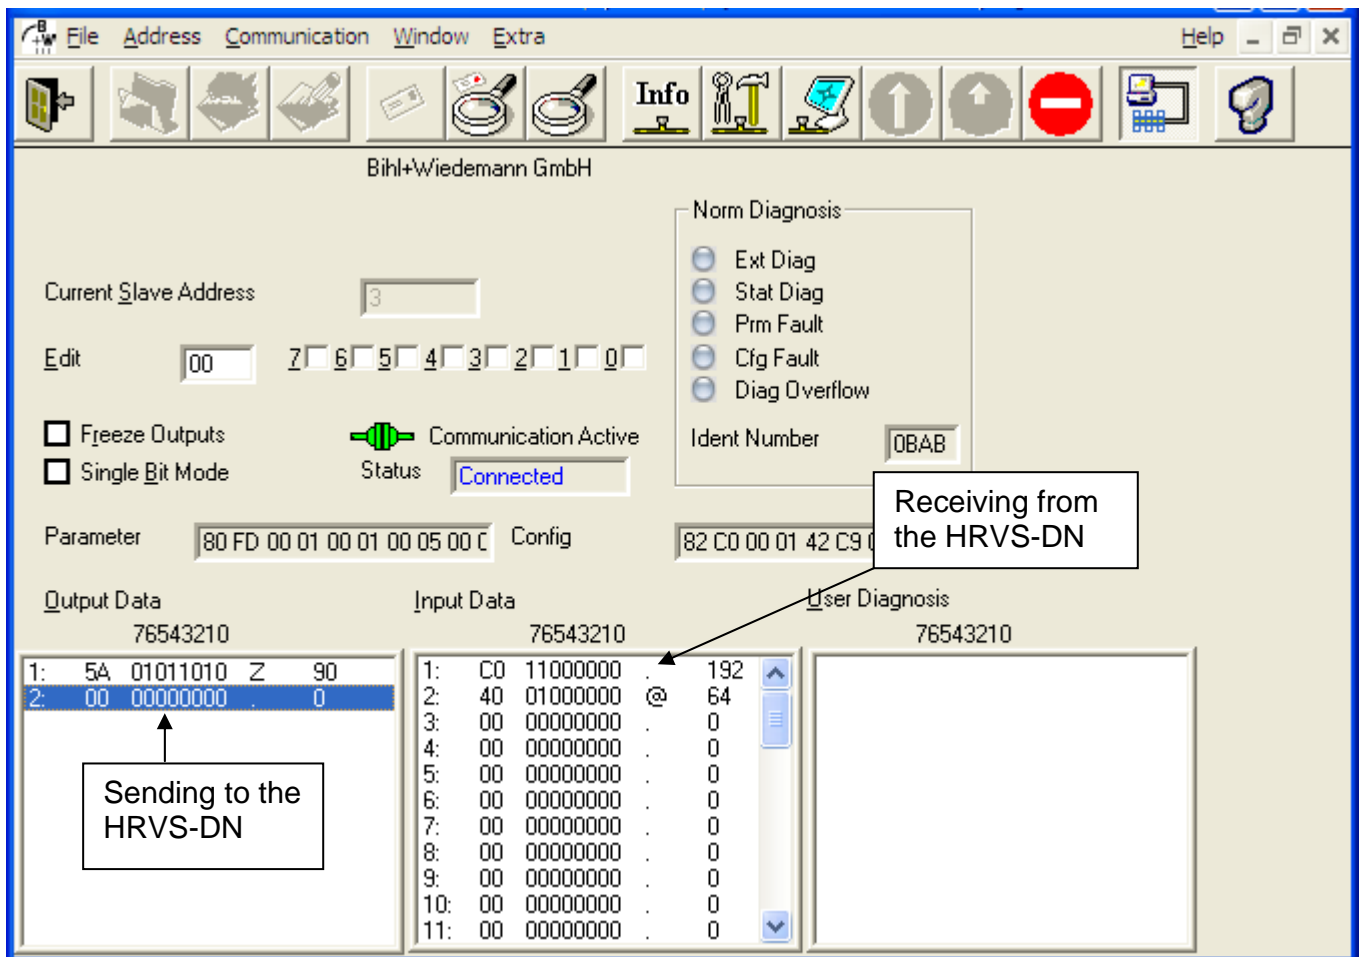 File Address Communication Window Extra Help
Info
Bihl+Wiedemann GmbH
Norm Diagnosis
Ext Diag
Current Slave Address 3 Stat Diag
Prm Fault
Edit 00 7 6 5 4 3 2 1 0 Cfg Fault
Diag Overflow
Freeze Outputs Communication Active Ident Number 0BAB
Single Bit Mode Status Connected
Receiving from
the HRVS-DN
Parameter 80 FD 00 01 00 01 00 05 00 Config 82 C0 00 01 42 C9
Output Data Input Data User Diagnosis
76543210 76543210 76543210
1: 5A 01011010 Z 90
2: 00 00000000 . 0
Sending to the
HRVS-DN
1: C0 11000000 . 192
2: 40 01000000 @ 64
3: 00 00000000 . 0
4: 00 00000000 . 0
5: 00 00000000 . 0
6: 00 00000000 . 0
7: 00 00000000 . 0
8: 00 00000000 . 0
9: 00 00000000 . 0
10: 00 00000000 . 0
11: 00 00000000 . 0